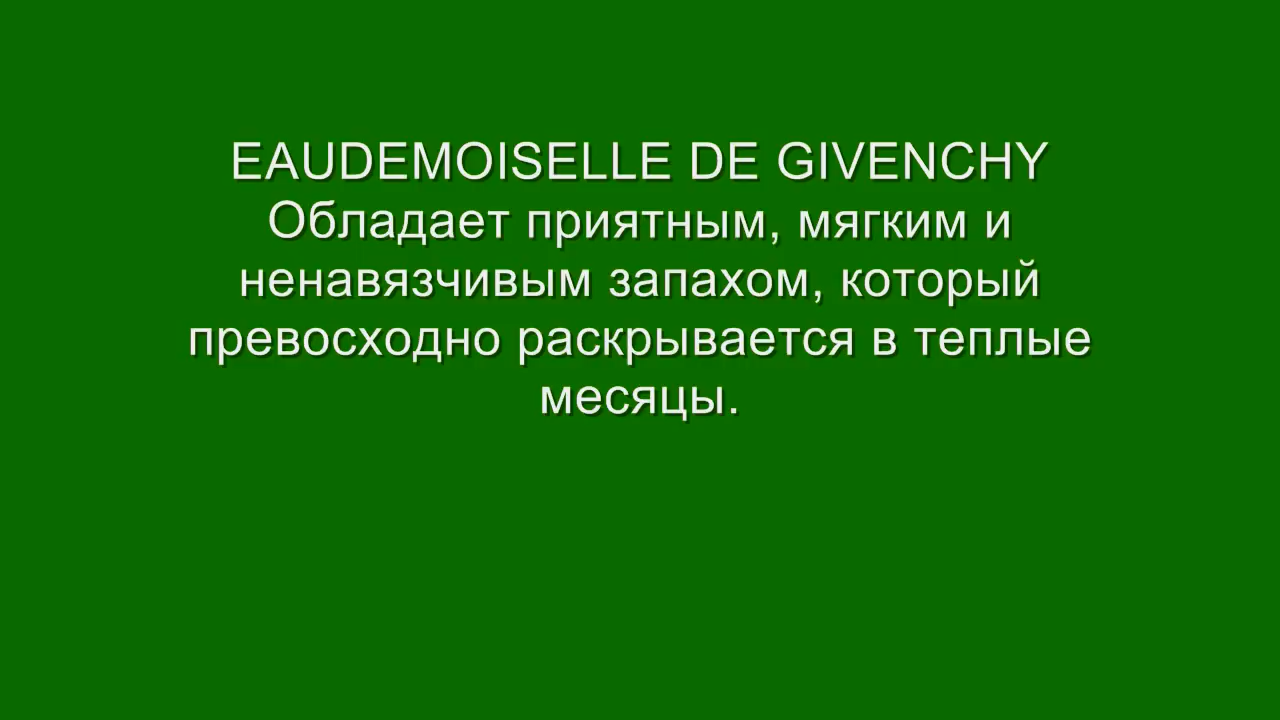 EAUDEMOISELLE DE GIVENCHY
Обладает приятным, мягким и
ненавязчивым запахом, который
превосходно раскрывается в теплые
месяцы.